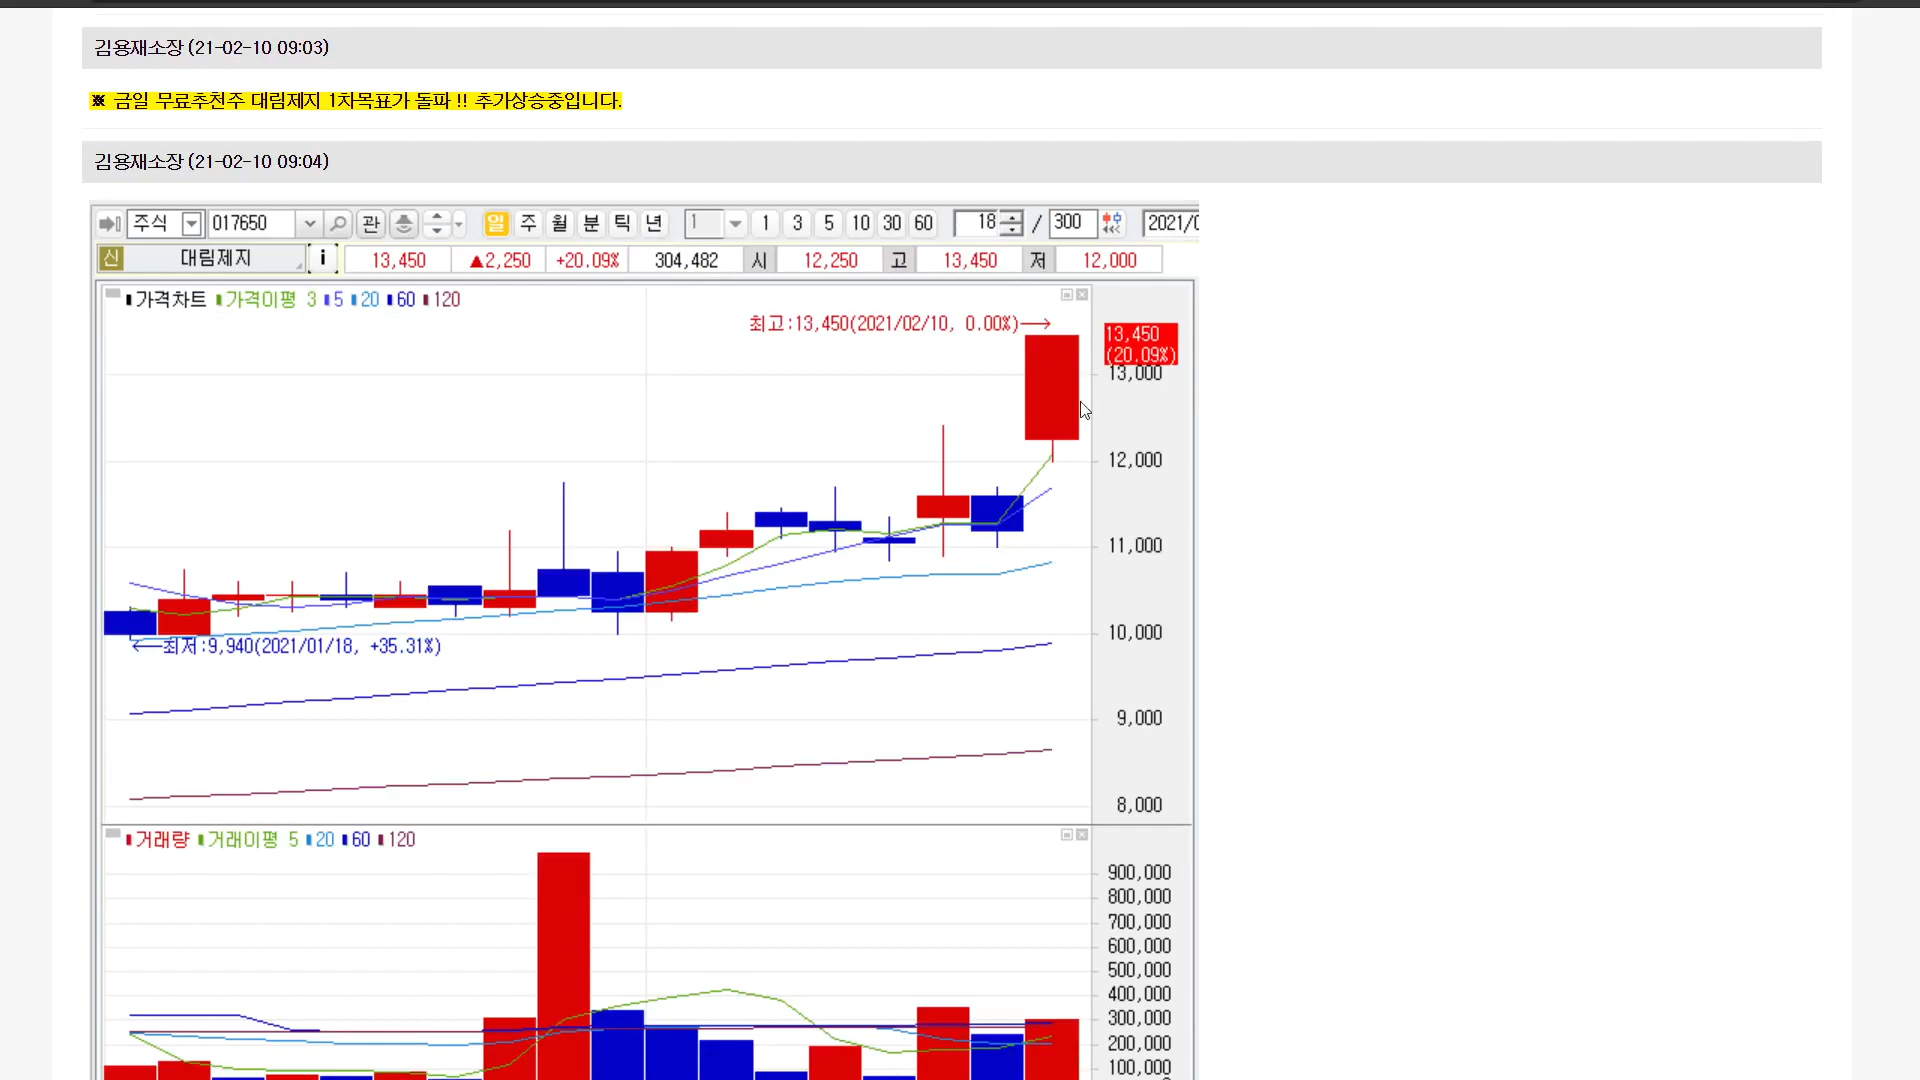 김용재소장 (21-02-10 09:03)
※ 금일 무료추천주 대림제지 1차목표가 돌파 !! 추가상승중입니다.
김용재소장 (21-02-10 09:04)
주식 017650 관 일 주 월 분 틱 년 1 1 3 5 10 30 60 18 / 300 2021/0
신 대림제지 i 13,450 ▲2,250 +20.09% 304,482 시 12,250 고 13,450 저 12,000
가격차트 가격이평 3 5 20 60 120
최고:13,450(2021/02/10, 0.00%)→
13,450
(20.09%)
13,000
12,000
11,000
10,000
←최저:9,940(2021/01/18, +35.31%)
9,000
8,000
거래량 거래이평 5 20 60 120
900,000
800,000
700,000
600,000
500,000
400,000
300,000
200,000
100,000